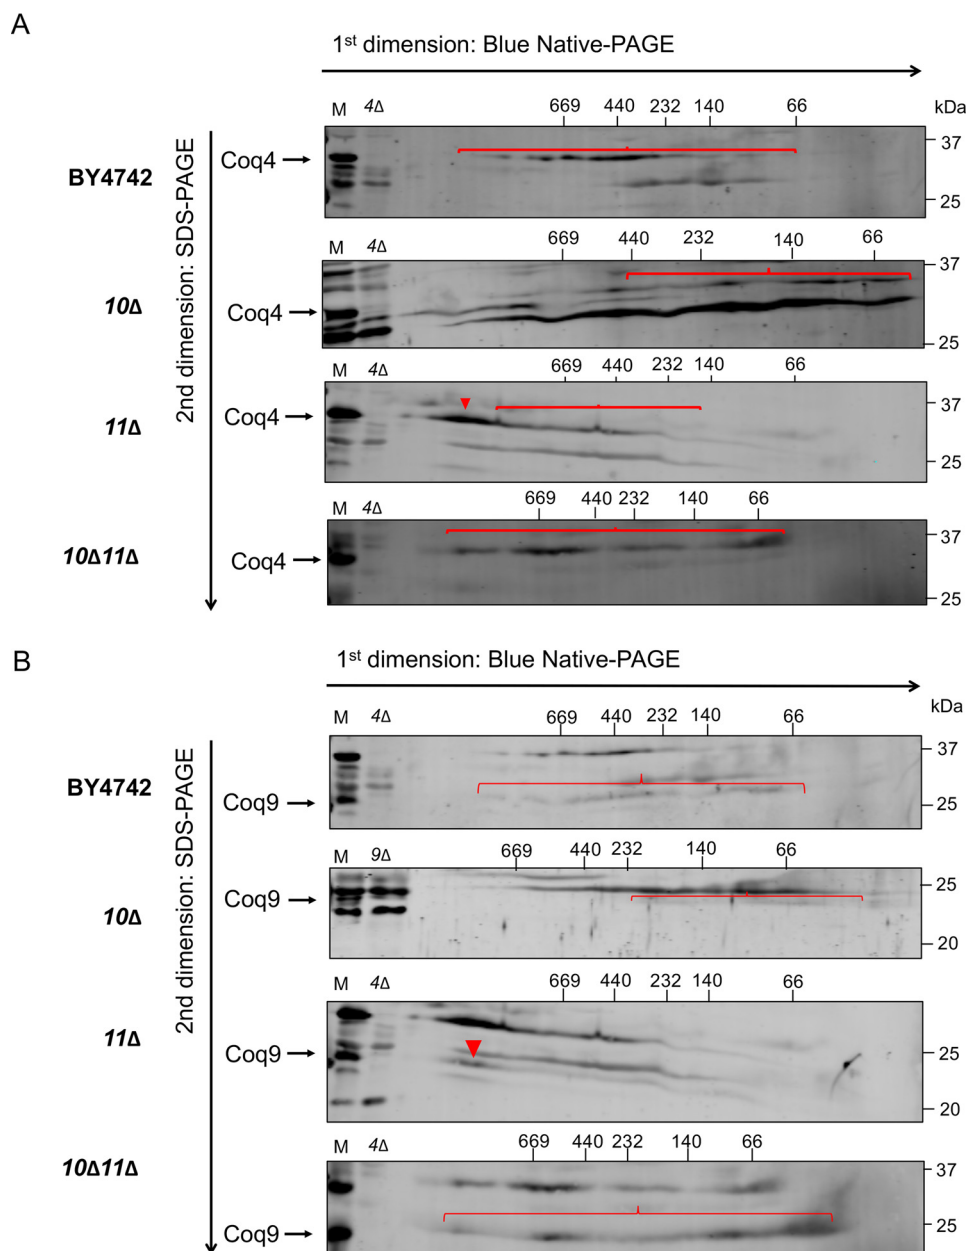 A
1st dimension: Blue Native-PAGE
2nd dimension: SDS-PAGE
M 4Δ 669 440 232 140 66 kDa
BY4742 Coq4 37
25
M 4Δ 669 440 232 140 66
10Δ Coq4 37
25
M 4Δ 669 440 232 140 66
11Δ Coq4 37
25
M 4Δ 669 440 232 140 66
10Δ11Δ Coq4 37
25
B
1st dimension: Blue Native-PAGE
2nd dimension: SDS-PAGE
M 4Δ 669 440 232 140 66 kDa
BY4742 Coq9 37
25
M 9Δ 669 440 232 140 66
10Δ Coq9 25
20
M 4Δ 669 440 232 140 66
11Δ Coq9 25
20
M 4Δ 669 440 232 140 66
10Δ11Δ Coq9 37
25